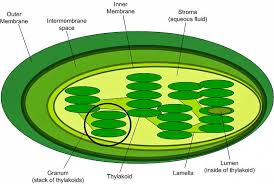 Inner
Membrane
Outer
Membrane
Intermembrane
space
Stroma
(aqueous fluid)
Granum
(stack of thylakoids)
Thylakoid
Lamella
Lumen
(inside of thylakoid)